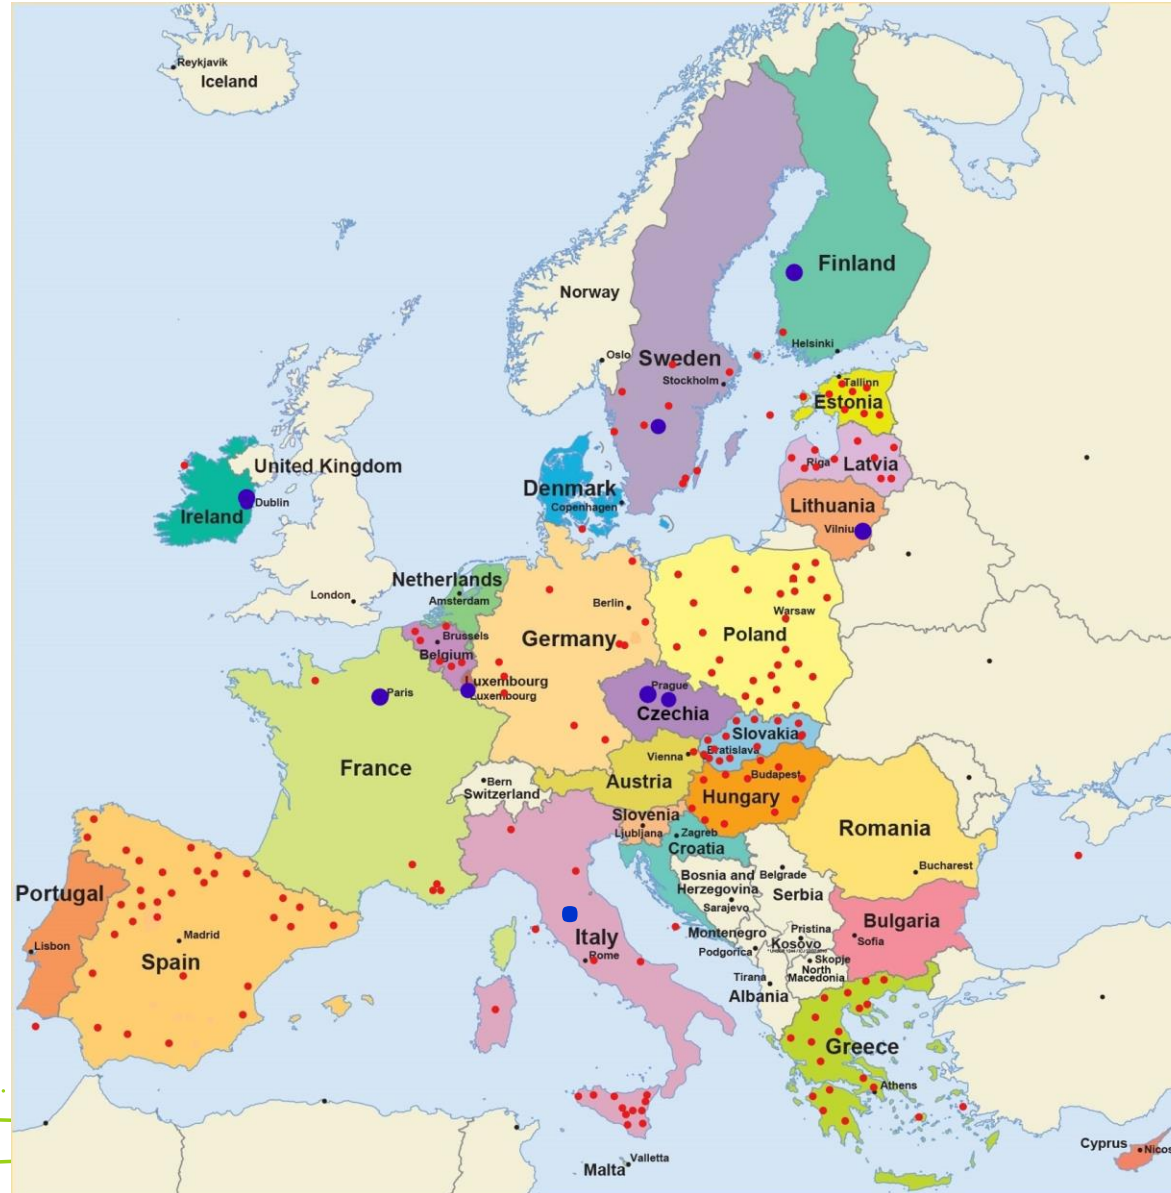 Reykjavik
Iceland
Finland
Norway
Helsinki
Oslo
Sweden
Stockholm
Tallinn
Estonia
United Kingdom
Riga
Latvia
Denmark
Copenhagen
Dublin
Ireland
Lithuania
Vilniu
Netherlands
Amsterdam
London
Berlin
Warsaw
Brussels
Belgium
Germany
Poland
Luxembourg
Luxembourg
Paris
Prague
Czechia
Slovakia
Bratislava
Vienna
France
Bern
Switzerland
Austria
Budapest
Hungary
Slovenia
Ljubljana
Zagreb
Croatia
Romania
Bucharest
Bosnia and
Herzegovina
Sarajevo
Belgrade
Serbia
Portugal
Lisbon
Madrid
Spain
Italy
Rome
Montenegro
Podgorica
Pristina
Kosovo
Bulgaria
Sofia
Skopje
North
Macedonia
Tirana
Albania
Greece
Athens
Malta
Valletta
Cyprus
Nicos